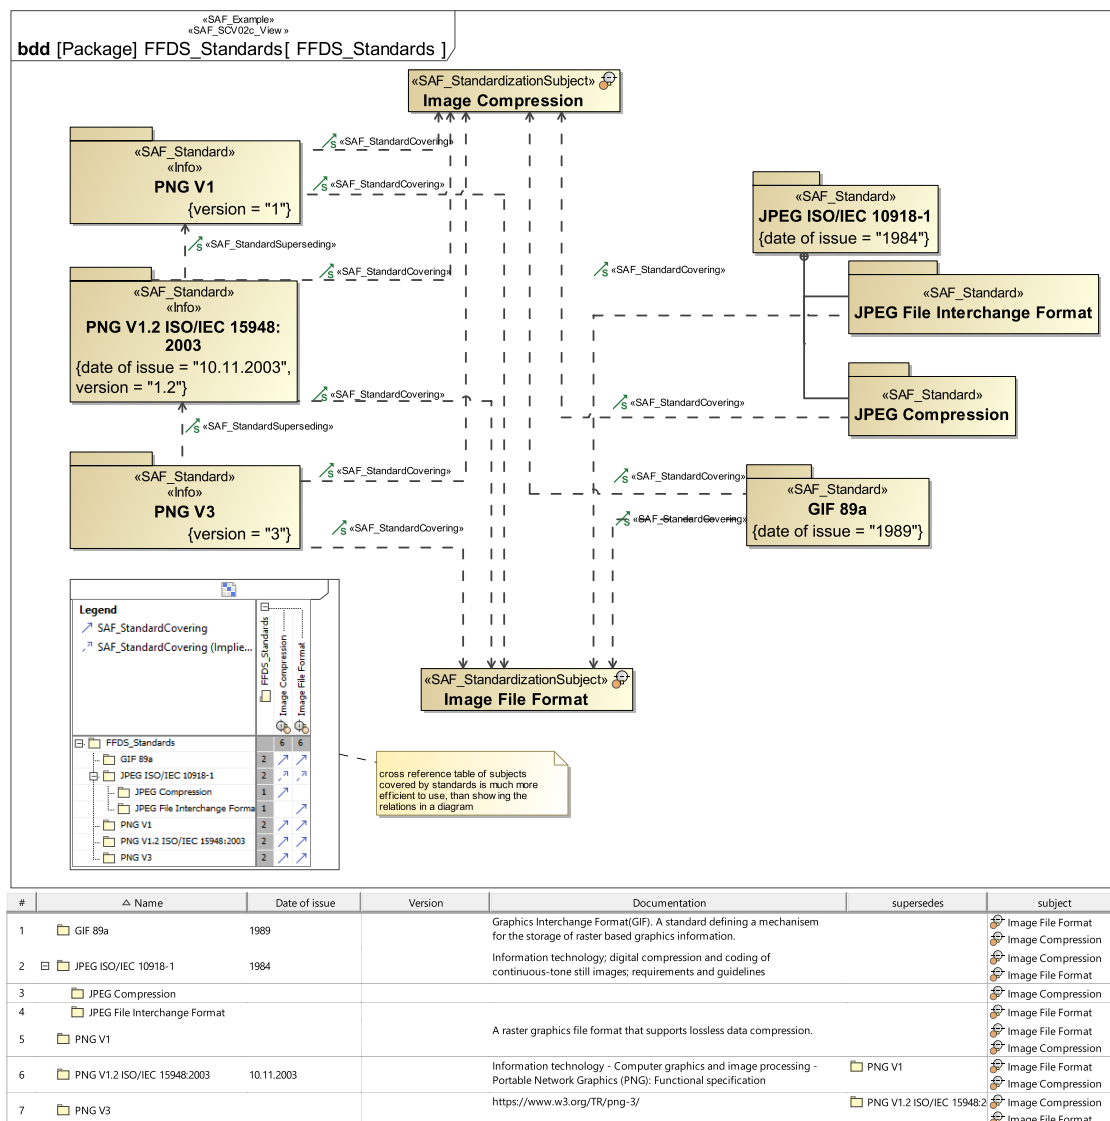 «SAF_Example»
«SAF_SCV02c_View»
bdd [Package] FFDS_Standards[ FFDS_Standards ]
«SAF_StandardizationSubject»
Image Compression
«SAF_StandardCovering»
«SAF_Standard»
«Info»
PNG V1
{version = "1"}
«SAF_StandardCovering»
«SAF_Standard»
JPEG ISO/IEC 10918-1
{date of issue = "1984"}
«SAF_StandardSuperseding»
«SAF_StandardCovering»
«SAF_StandardCovering»
«SAF_Standard»
JPEG File Interchange Format
«SAF_Standard»
«Info»
PNG V1.2 ISO/IEC 15948:
2003
{date of issue = "10.11.2003",
version = "1.2"}
«SAF_StandardCovering»
«SAF_StandardCovering»
«SAF_Standard»
JPEG Compression
«SAF_StandardSuperseding»
«SAF_Standard»
«Info»
PNG V3
{version = "3"}
«SAF_StandardCovering»
«SAF_StandardCovering»
«SAF_StandardCovering»
«SAF_StandardCovering»
«SAF_Standard»
GIF 89a
{date of issue = "1989"}
«SAF_StandardizationSubject»
Image File Format
Legend
SAF_StandardCovering
SAF_StandardCovering (Implie...
FFDS_Standards
Image Compression
Image File Format
FFDS_Standards 6 6
GIF 89a 2
JPEG ISO/IEC 10918-1 2
JPEG Compression 1
JPEG File Interchange Forma 1
PNG V1 2
PNG V1.2 ISO/IEC 15948:2003 2
PNG V3 2
cross reference table of subjects
covered by standards is much more
efficient to use, than showing the
relations in a diagram
# Name Date of issue Version Documentation supersedes subject
1 GIF 89a 1989 Graphics Interchange Format(GIF). A standard defining a mechanisem Image File Format
for the storage of raster based graphics information. Image Compression
2 JPEG ISO/IEC 10918-1 1984 Information technology; digital compression and coding of Image Compression
continuous-tone still images; requirements and guidelines Image File Format
3 JPEG Compression Image Compression
4 JPEG File Interchange Format Image File Format
5 PNG V1 A raster graphics file format that supports lossless data compression. Image File Format
Image Compression
6 PNG V1.2 ISO/IEC 15948:2003 10.11.2003 Information technology - Computer graphics and image processing - PNG V1 Image File Format
Portable Network Graphics (PNG): Functional specification Image Compression
7 PNG V3 https://www.w3.org/TR/png-3/ PNG V1.2 ISO/IEC 15948:2 Image Compression
Image File Format